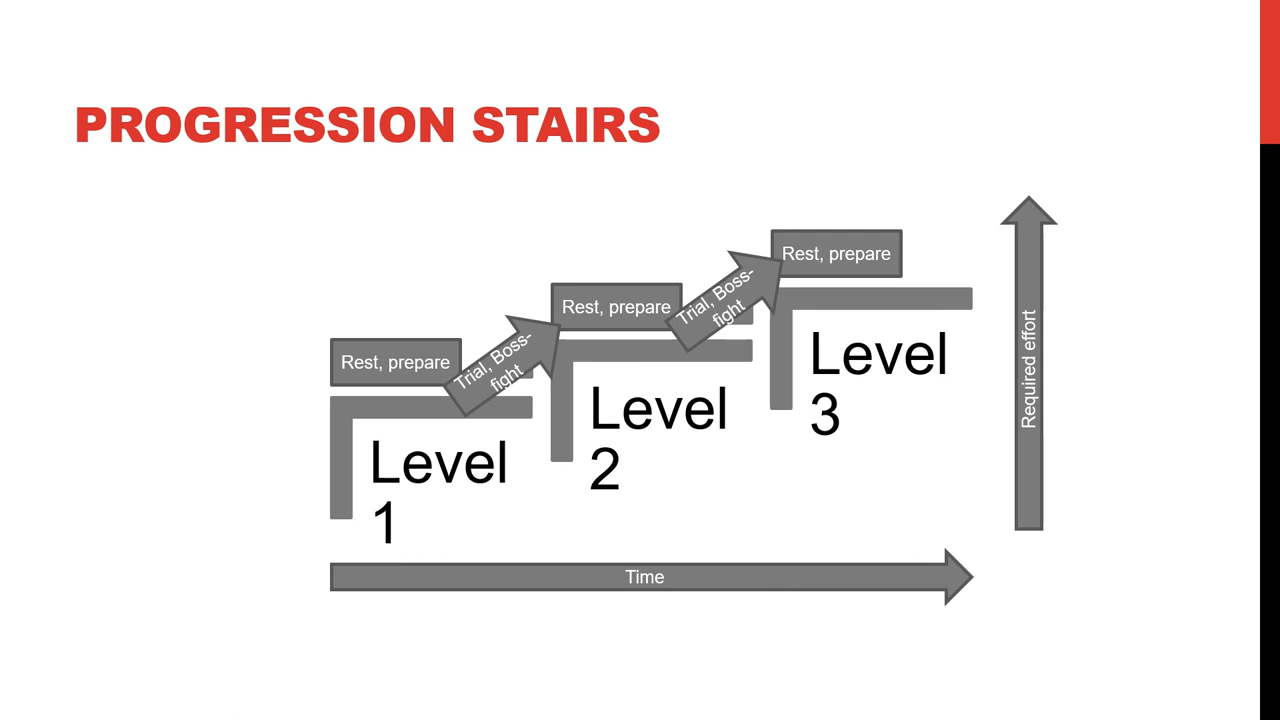 PROGRESSION STAIRS
Rest, prepare
Trial, Boss-
fight
Level
1
Rest, prepare
Trial, Boss-
fight
Level
2
Rest, prepare
Level
3
Required effort
Time